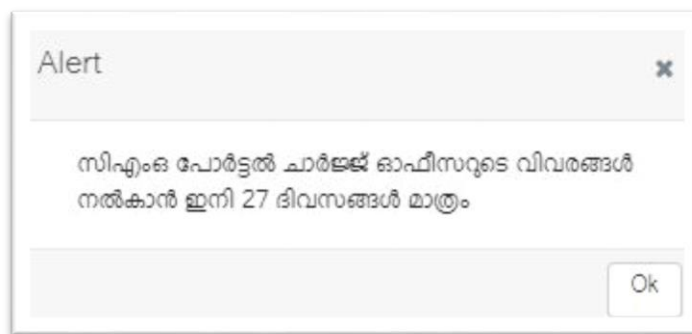 Alert
സിഎംഒ പോർട്ടൽ ചാർജ്ജ് ഓഫീസറുടെ വിവരങ്ങൾ
നൽകാൻ ഇനി 27 ദിവസങ്ങൾ മാത്രം
Ok